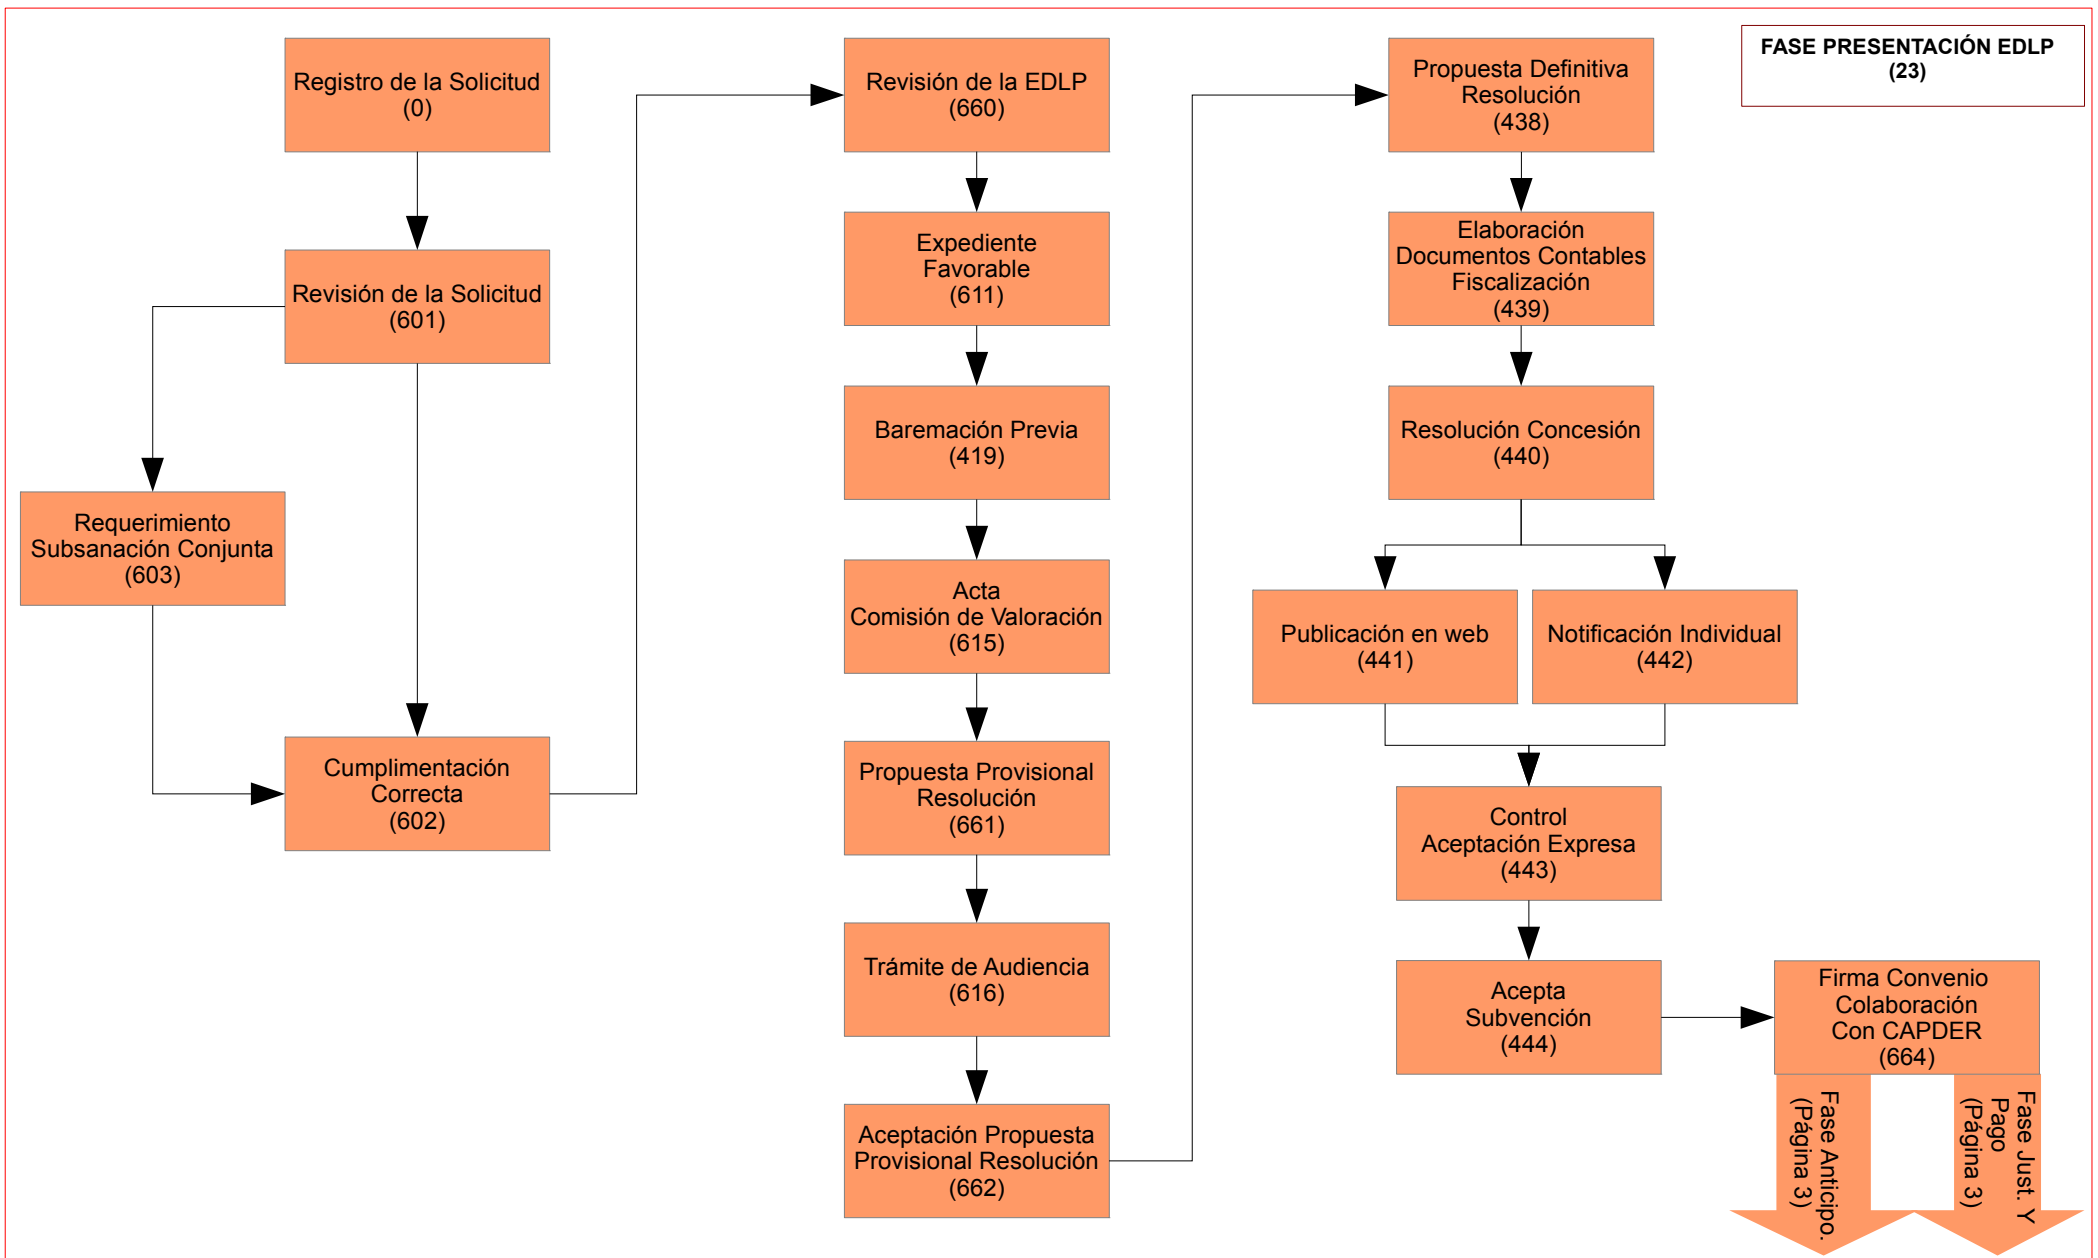 FASE PRESENTACIÓN EDLP
(23)
Registro de la Solicitud
(0)
Revisión de la Solicitud
(601)
Requerimiento
Subsanación Conjunta
(603)
Cumplimentación
Correcta
(602)
Revisión de la EDLP
(660)
Expediente
Favorable
(611)
Baremación Previa
(419)
Acta
Comisión de Valoración
(615)
Propuesta Provisional
Resolución
(661)
Trámite de Audiencia
(616)
Aceptación Propuesta
Provisional Resolución
(662)
Propuesta Definitiva
Resolución
(438)
Elaboración
Documentos Contables
Fiscalización
(439)
Resolución Concesión
(440)
Publicación en web
(441)
Notificación Individual
(442)
Control
Aceptación Expresa
(443)
Acepta
Subvención
(444)
Firma Convenio
Colaboración
Con CAPDER
(664)
Fase Anticipo.
(Página 3)
Fase Just. Y
Pago
(Página 3)